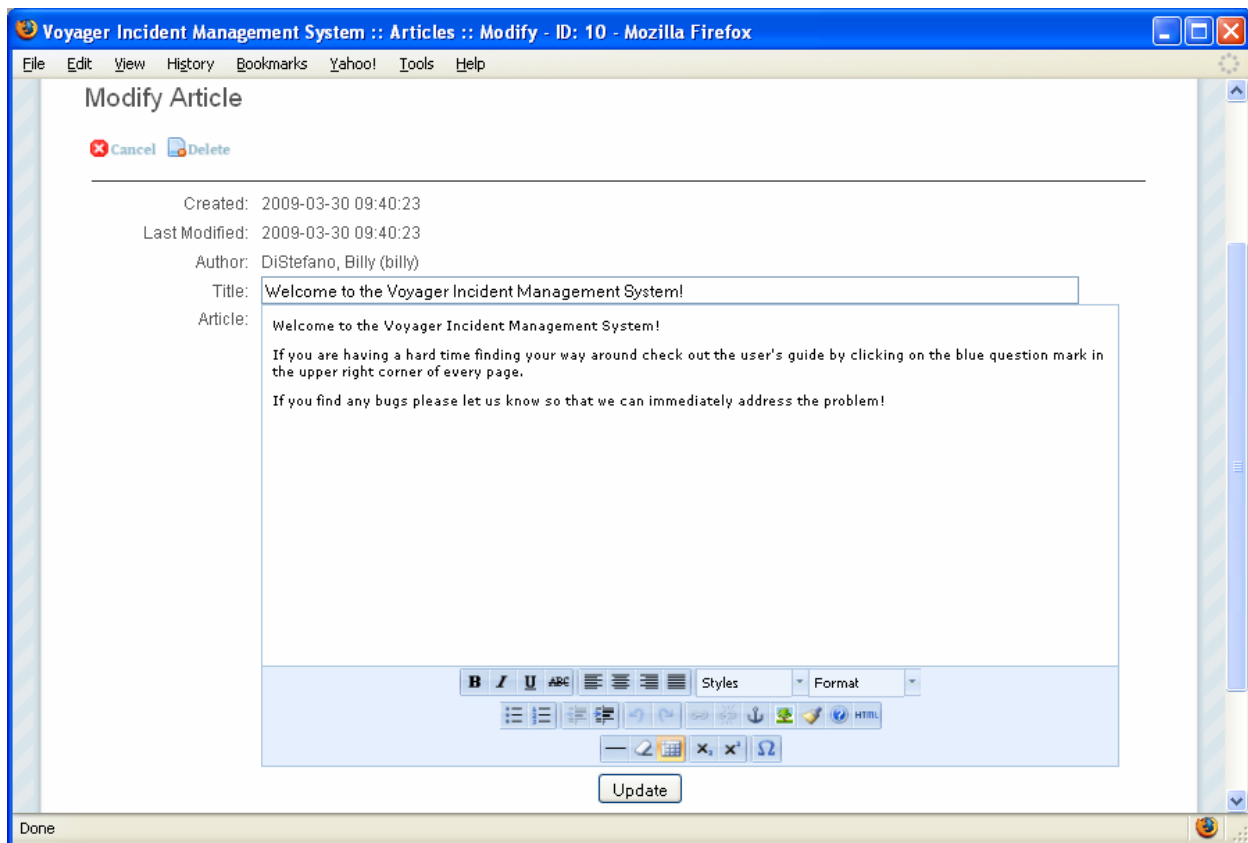 Voyager Incident Management System :: Articles :: Modify - ID: 10 - Mozilla Firefox
File Edit View History Bookmarks Yahoo! Tools Help
Modify Article
Cancel Delete
Created: 2009-03-30 09:40:23
Last Modified: 2009-03-30 09:40:23
Author: DiStefano, Billy (billy)
Title: Welcome to the Voyager Incident Management System!
Article: Welcome to the Voyager Incident Management System!
If you are having a hard time finding your way around check out the user's guide by clicking on the blue question mark in
the upper right corner of every page.
If you find any bugs please let us know so that we can immediately address the problem!
B I U ABC Styles Format
HTML
x₂ x² Ω
Update
Done